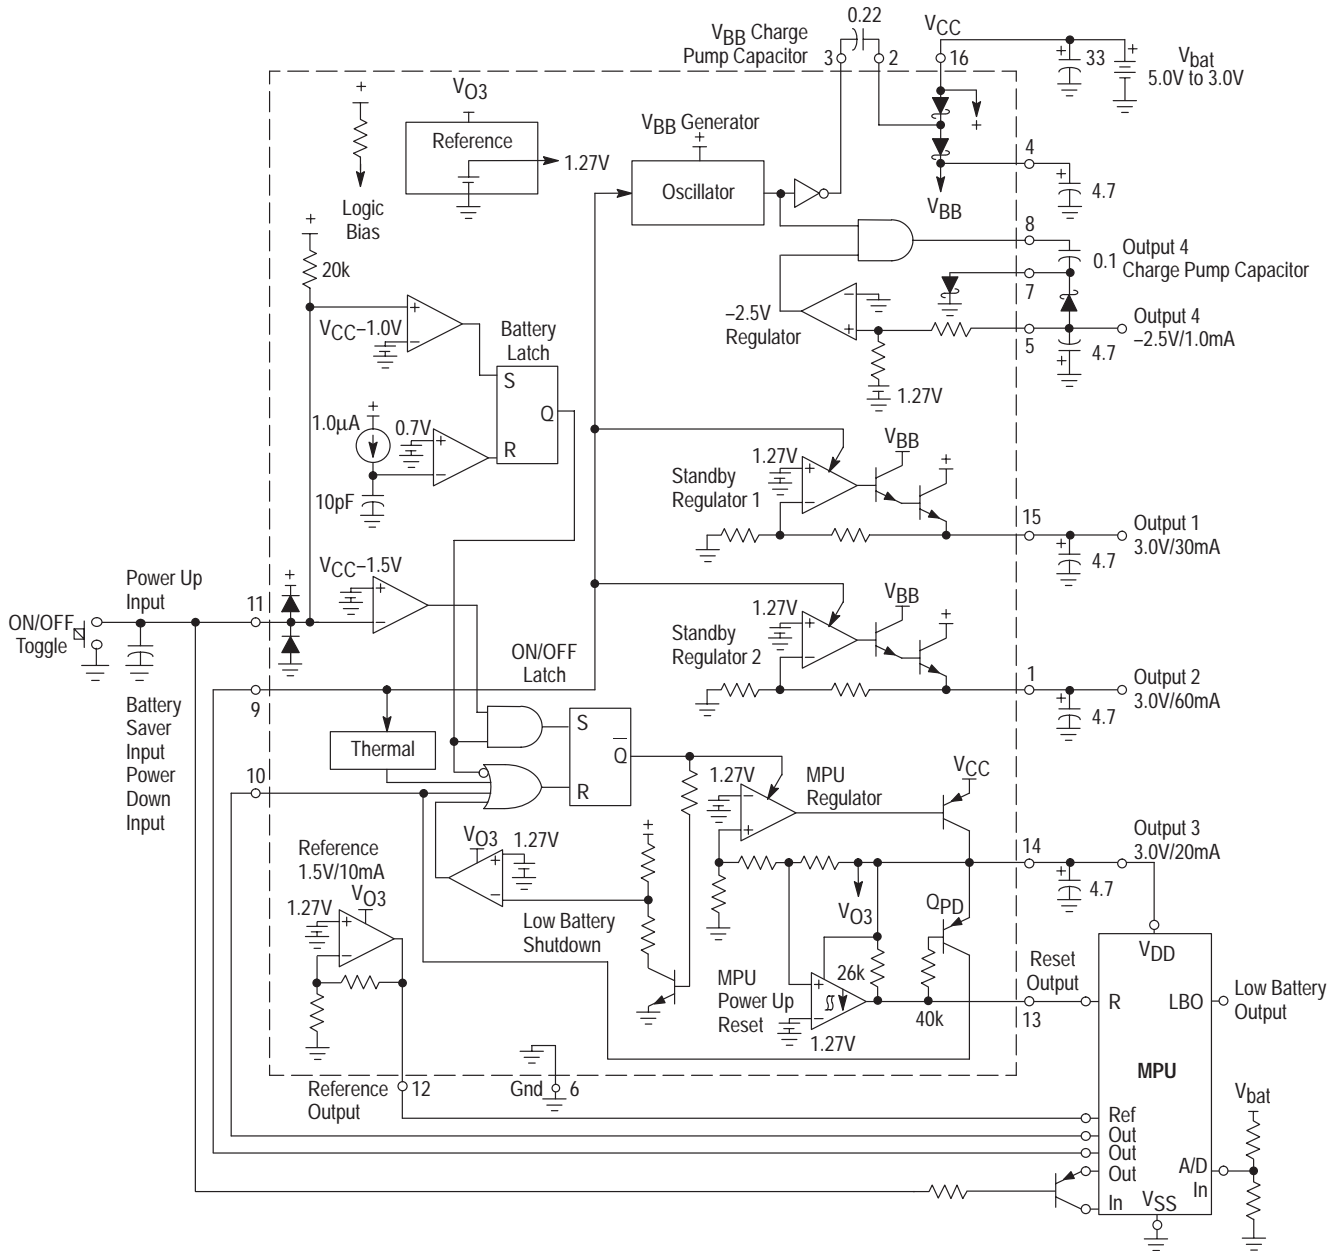 0.22
VBB Charge
Pump Capacitor
3
2
VCC
16
+
33
+
Vbat
5.0V to 3.0V
+
Logic
Bias
VO3
Reference
1.27V
VBB Generator
+
Oscillator
+
VBB
4
+
4.7
8
0.1
Output 4
Charge Pump Capacitor
7
–2.5V
Regulator
–
+
5
+
4.7
Output 4
–2.5V/1.0mA
1.27V
+
20k
VCC–1.0V
+
–
Battery
Latch
S
Q
R
+
1.0µA
0.7V
+
–
10pF
Standby
Regulator 1
1.27V
+
–
VBB
+
15
+
4.7
Output 1
3.0V/30mA
Power Up
Input
ON/OFF
Toggle
11
+
VCC–1.5V
+
–
Standby
Regulator 2
1.27V
+
–
VBB
+
1
+
4.7
Output 2
3.0V/60mA
ON/OFF
Latch
9
Battery
Saver
Input
Power
Down
Input
Thermal
10
S
Q
R
1.27V
–
+
MPU
Regulator
VCC
14
+
4.7
Output 3
3.0V/20mA
VO3
1.27V
+
–
+
Low Battery
Shutdown
Reference
1.5V/10mA
VO3
1.27V
+
–
VO3
QPD
26k
MPU
Power Up
Reset
+
–
1.27V
40k
Reset
Output
13
VDD
R
LBO
Low Battery
Output
MPU
Gnd
6
Reference
Output
12
Ref
Out
Out
Out
In
A/D
In
VSS
Vbat